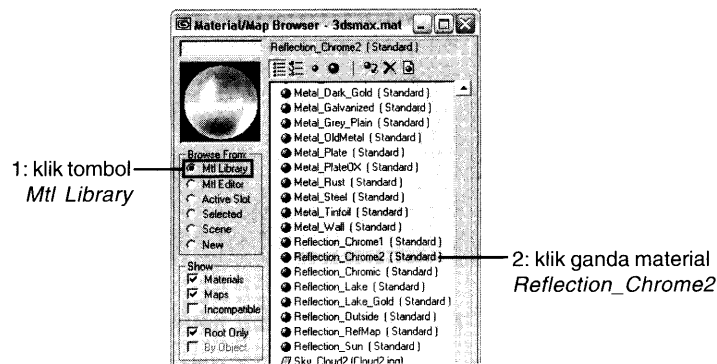 Material/Map Browser - 3dsmax.mat
Reflection_Chrome2 (Standard)
Metal_Dark_Gold (Standard)
Metal_Galvanized (Standard)
Metal_Grey_Plain (Standard)
Metal_OldMetal (Standard)
Metal_Plate (Standard)
Metal_Plate0X (Standard)
Metal_Rust (Standard)
Metal_Steel (Standard)
Metal_Tinfoil (Standard)
Metal_Wall (Standard)
Reflection_Chrome1 (Standard)
Reflection_Chrome2 (Standard
Reflection_Chromic (Standard)
Reflection_Lake (Standard)
Reflection_Lake_Gold (Standard)
Reflection_Outside (Standard)
Reflection_RefMap (Standard)
Reflection_Sun (Standard)
Sky_Cloud2 (Cloud2.jpg)
Browse From:
Mtl Library
Mtl Editor
Active Slot
Selected
Scene
New
Show
Materials
Maps
Incompatible
Root Only
By Object
1: klik tombol
Mtl Library
2: klik ganda material
Reflection_Chrome2